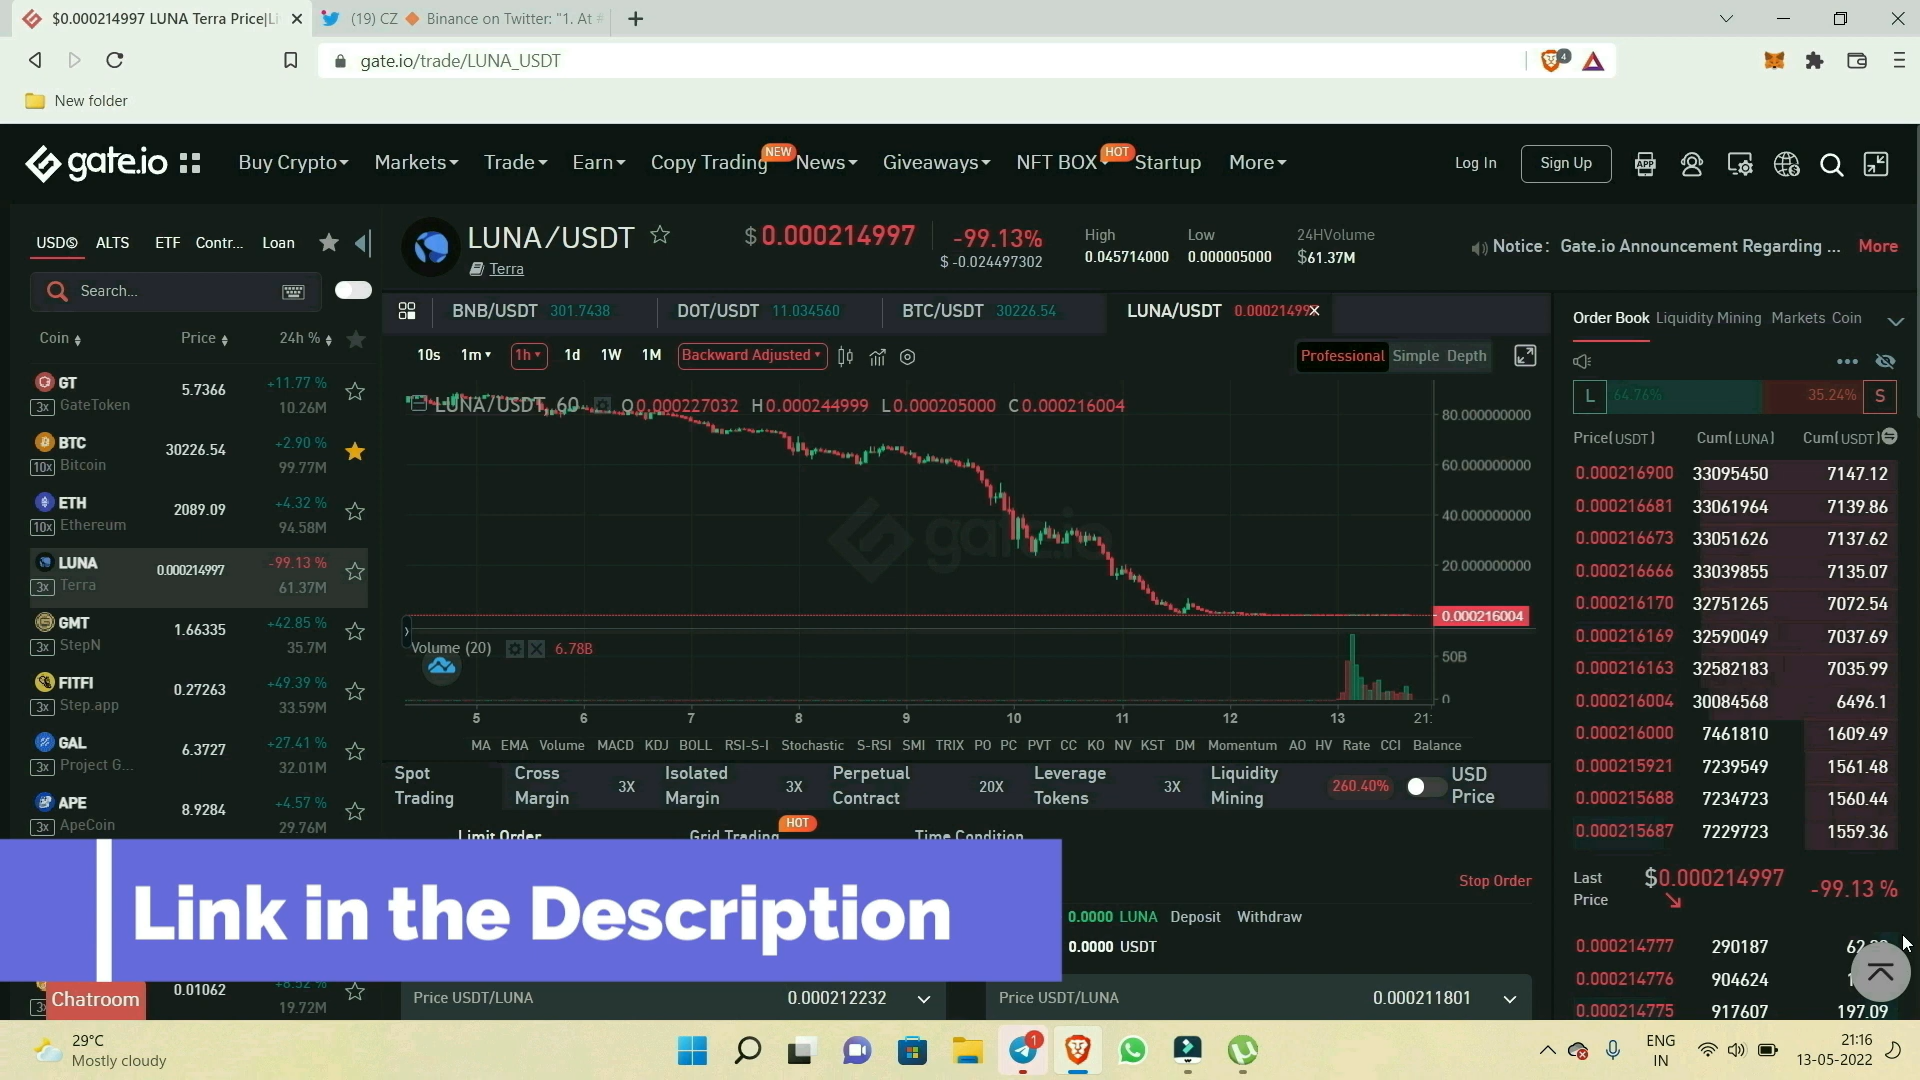 $0.000214997 LUNA Terra Price|Li
(19) CZ 🔶 Binance on Twitter: "1. At #
gate.io/trade/LUNA_USDT
4
New folder
gate.io
Buy Crypto
Markets
Trade
Earn
Copy Trading
NEW
News
Giveaways
NFT BOX
HOT
Startup
More
Log In
Sign Up
APP
USDⓈ
ALTS
ETF
Contr...
Loan
LUNA/USDT
Terra
$0.000214997
-99.13%
$ -0.024497302
High
0.045714000
Low
0.000005000
24HVolume
$61.37M
Notice: Gate.io Announcement Regarding ...
More
Search...
BNB/USDT 301.7438
DOT/USDT 11.034560
BTC/USDT 30226.54
LUNA/USDT 0.00021499
Coin
Price
24h %
10s
1m
1h
1d
1W
1M
Backward Adjusted
Professional
Simple
Depth
LUNA/USDT, 60
O0.000227032 H0.000244999 L0.000205000 C0.000216004
GT
3x GateToken
5.7366
+11.77 %
10.26M
BTC
10x Bitcoin
30226.54
+2.90 %
99.77M
ETH
10x Ethereum
2089.09
+4.32 %
94.58M
LUNA
3x Terra
0.000214997
-99.13 %
61.37M
GMT
3x StepN
1.66335
+42.85 %
35.7M
FITFI
3x Step.app
0.27263
+49.39 %
33.59M
GAL
3x Project G...
6.3727
+27.41 %
32.01M
APE
3x ApeCoin
8.9284
+4.57 %
29.76M
0.01062
+8.52 %
19.72M
Chatroom
80.000000000
60.000000000
40.000000000
20.000000000
0.000216004
gate.io
Volume (20)
6.78B
50B
0
5 6 7 8 9 10 11 12 13 21:
MA EMA Volume MACD KDJ BOLL RSI-S-I Stochastic S-RSI SMI TRIX PO PC PVT CC KO NV KST DM Momentum AO HV Rate CCI Balance
Spot Trading
Cross Margin 3X
Isolated Margin 3X
Perpetual Contract 20X
Leverage Tokens 3X
Liquidity Mining 260.40%
USD Price
Limit Order
Grid Trading
HOT
Time Condition
Stop Order
0.0000 LUNA Deposit Withdraw
0.0000 USDT
Price USDT/LUNA 0.000212232
Price USDT/LUNA 0.000211801
Link in the Description
Order Book
Liquidity Mining
Markets
Coin
L 64.76% 35.24% S
Price(USDT) Cum(LUNA) Cum(USDT)
0.000216900 33095450 7147.12
0.000216681 33061964 7139.86
0.000216673 33051626 7137.62
0.000216666 33039855 7135.07
0.000216170 32751265 7072.54
0.000216169 32590049 7037.69
0.000216163 32582183 7035.99
0.000216004 30084568 6496.1
0.000216000 7461810 1609.49
0.000215921 7239549 1561.48
0.000215688 7234723 1560.44
0.000215687 7229723 1559.36
Last Price
$0.000214997
-99.13 %
0.000214777 290187
0.000214776 904624
0.000214775 917607 197.09
29°C
Mostly cloudy
1
ENG
IN
21:16
13-05-2022